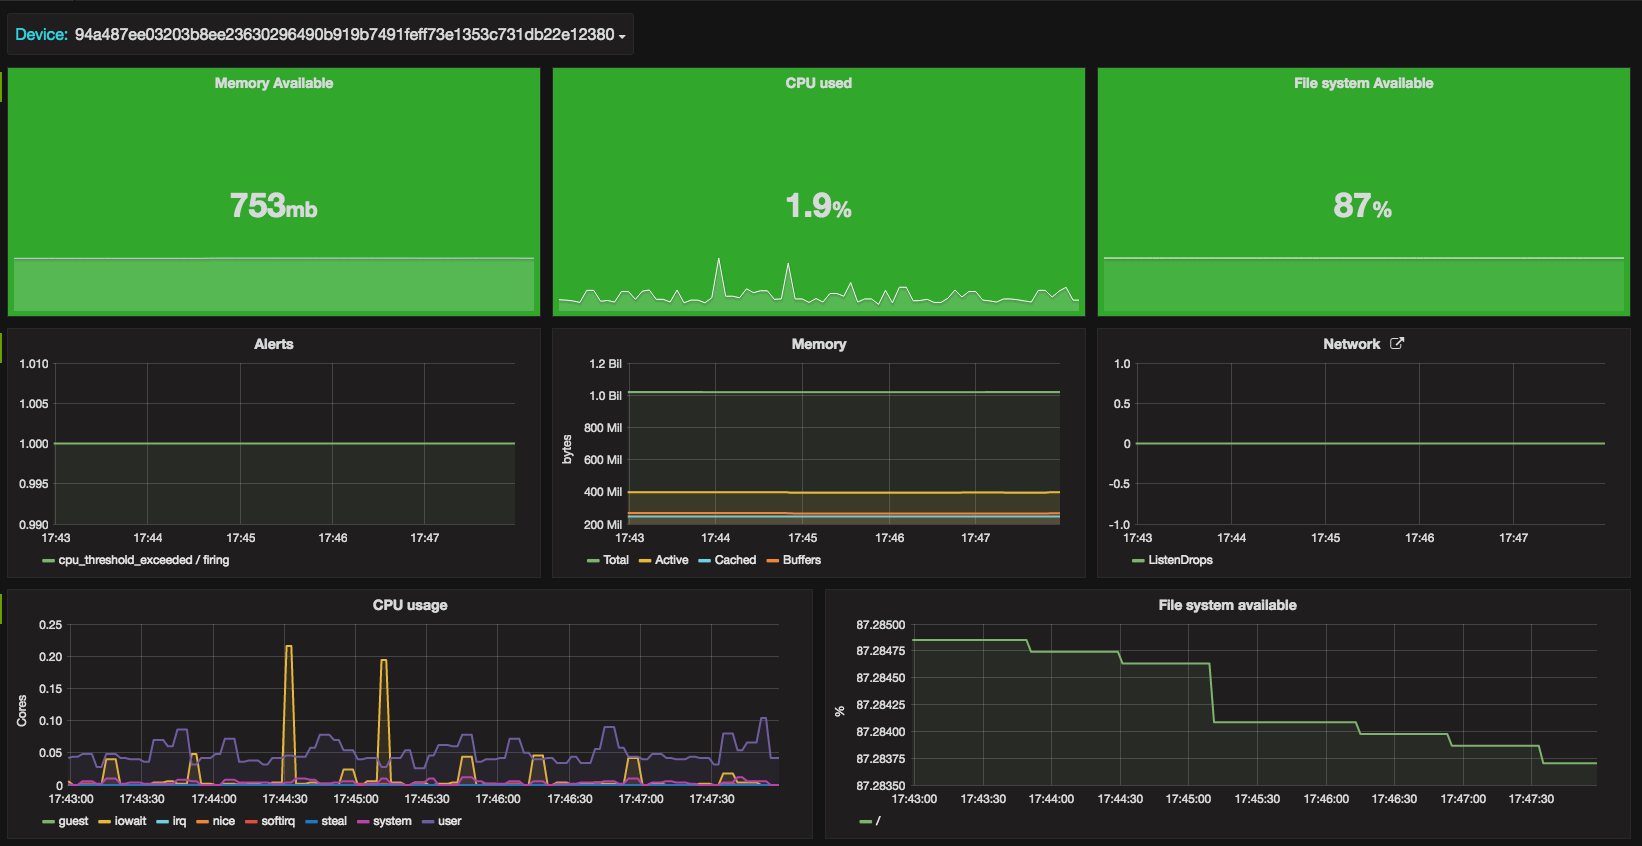 Device: 94a487ee03203b8ee23630296490b919b7491feff73e1353c731db22e12380
Memory Available
753mb
CPU used
1.9%
File system Available
87%
Alerts
1.010
1.005
1.000
0.995
0.990
17:43 17:44 17:45 17:46 17:47
cpu_threshold_exceeded / firing
Memory
bytes
1.2 Bil
1.0 Bil
800 Mil
600 Mil
400 Mil
200 Mil
17:43 17:44 17:45 17:46 17:47
Total Active Cached Buffers
Network
1.0
0.5
0
-0.5
-1.0
17:43 17:44 17:45 17:46 17:47
ListenDrops
CPU usage
Cores
0.25
0.20
0.15
0.10
0.05
0
17:43:00 17:43:30 17:44:00 17:44:30 17:45:00 17:45:30 17:46:00 17:46:30 17:47:00 17:47:30
guest iowait irq nice softirq steal system user
File system available
%
87.28500
87.28475
87.28450
87.28425
87.28400
87.28375
87.28350
17:43:00 17:43:30 17:44:00 17:44:30 17:45:00 17:45:30 17:46:00 17:46:30 17:47:00 17:47:30
/